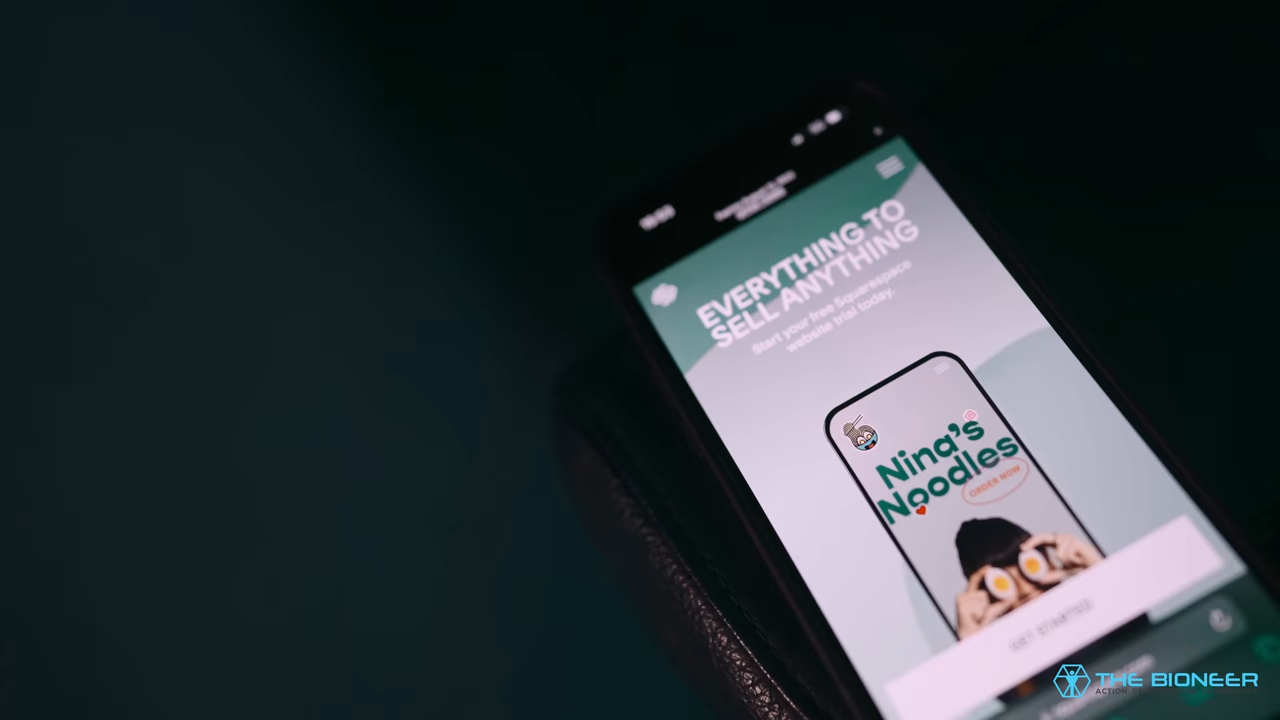 EVERYTHING TO
SELL ANYTHING
Start your free Squarespace
website trial today.
Nina's
Noodles
ORDER NOW
GET STARTED
THE BIONEER